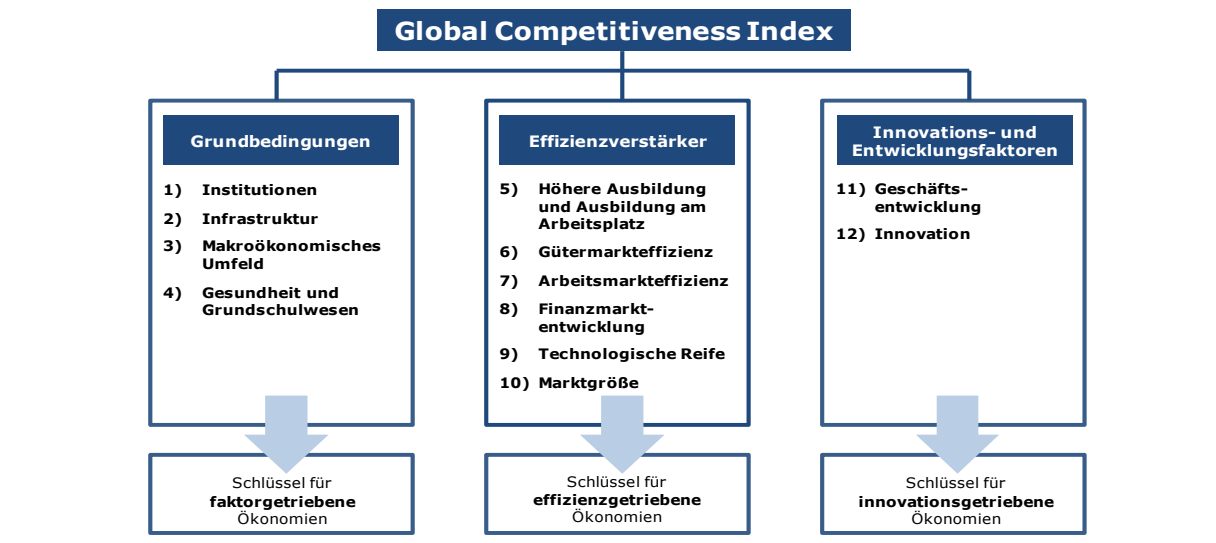 Global Competitiveness Index
Grundbedingungen
1) Institutionen
2) Infrastruktur
3) Makroökonomisches
Umfeld
4) Gesundheit und
Grundschulwesen
Schlüssel für
faktorgetriebene
Ökonomien
Effizienzverstärker
5) Höhere Ausbildung
und Ausbildung am
Arbeitsplatz
6) Gütermarkteffizienz
7) Arbeitsmarkteffizienz
8) Finanzmarkt-
entwicklung
9) Technologische Reife
10) Marktgröße
Schlüssel für
effizienzgetriebene
Ökonomien
Innovations- und
Entwicklungsfaktoren
11) Geschäfts-
entwicklung
12) Innovation
Schlüssel für
innovationsgetriebene
Ökonomien